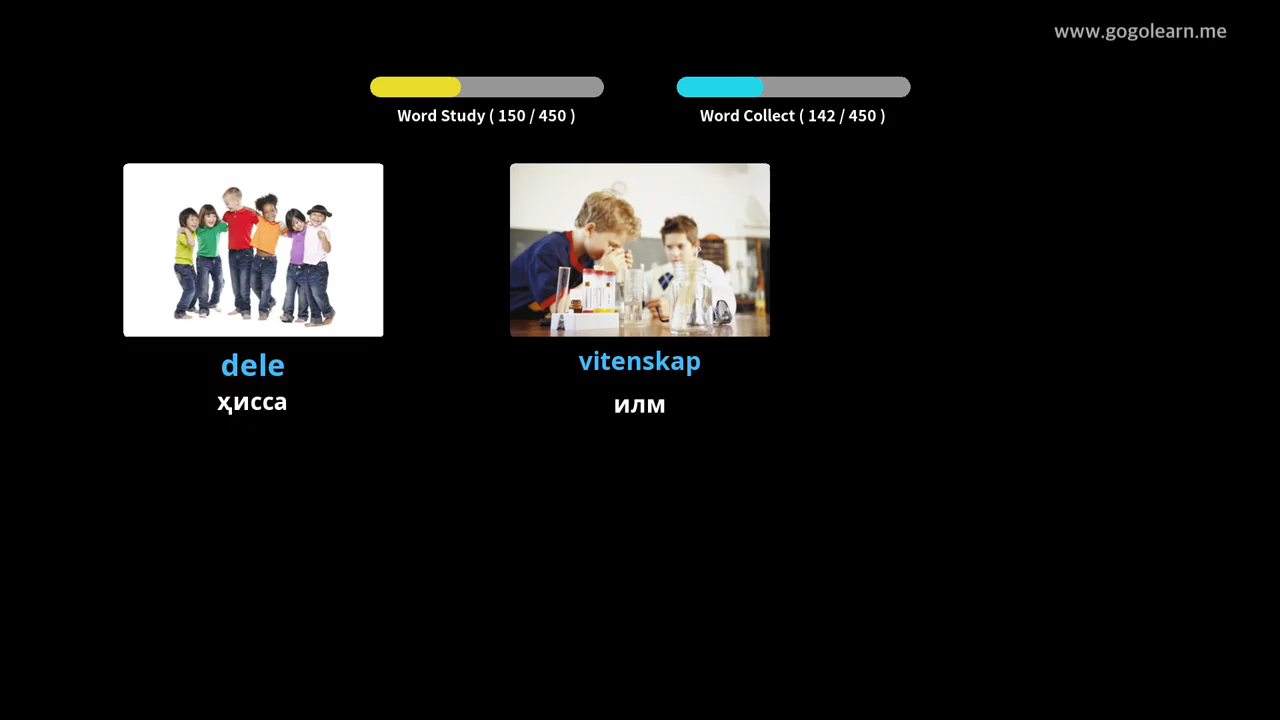 www.gogolearn.me
Word Study ( 150 / 450 )
Word Collect ( 142 / 450 )
dele
ҳисса
vitenskap
илм